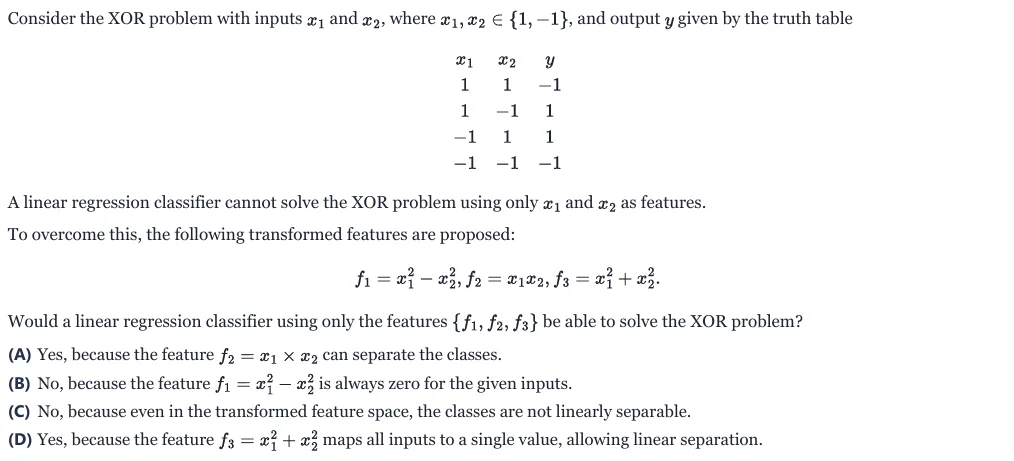 Consider the XOR problem with inputs x₁ and x₂, where x₁, x₂ ∈ {1, −1}, and output y given by the truth table
x₁ x₂ y
1 1 −1
1 −1 1
−1 1 1
−1 −1 −1
A linear regression classifier cannot solve the XOR problem using only x₁ and x₂ as features.
To overcome this, the following transformed features are proposed:
f₁ = x₁² − x₂², f₂ = x₁x₂, f₃ = x₁² + x₂².
Would a linear regression classifier using only the features {f₁, f₂, f₃} be able to solve the XOR problem?
(A) Yes, because the feature f₂ = x₁ × x₂ can separate the classes.
(B) No, because the feature f₁ = x₁² − x₂² is always zero for the given inputs.
(C) No, because even in the transformed feature space, the classes are not linearly separable.
(D) Yes, because the feature f₃ = x₁² + x₂² maps all inputs to a single value, allowing linear separation.